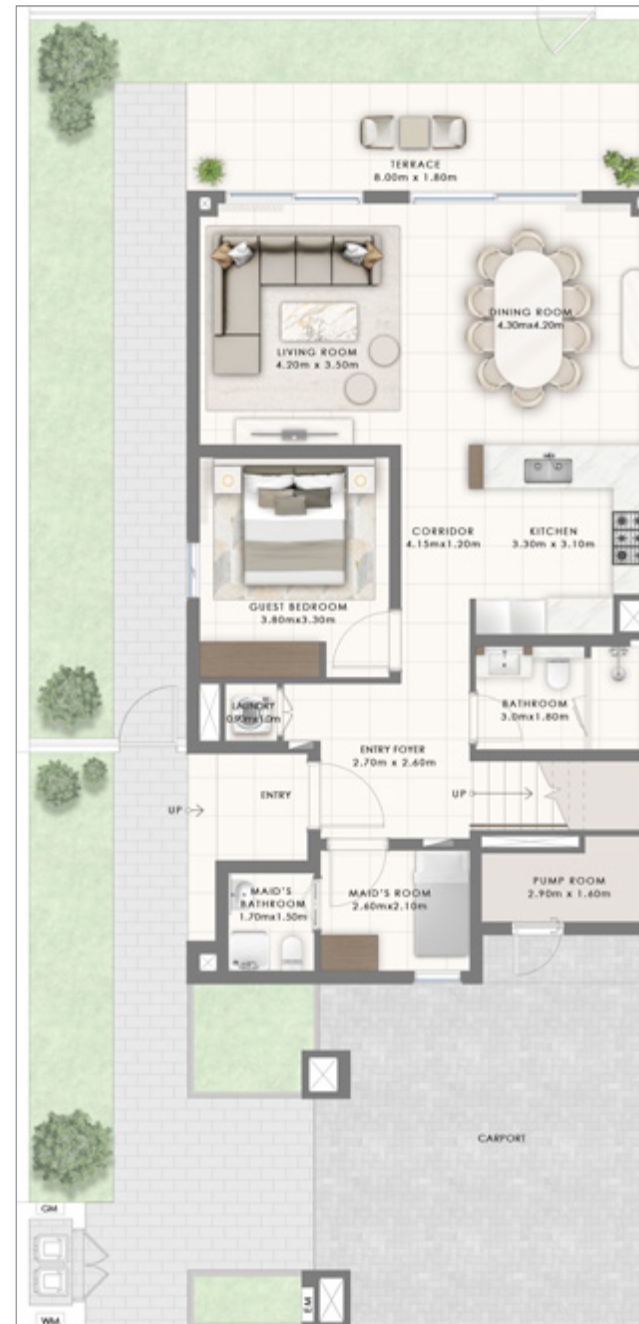 TERRACE
8.00m x 1.80m
DINING ROOM
4.30mx4.20m
LIVING ROOM
4.20m x 3.50m
CORRIDOR
4.15mx1.20m
KITCHEN
3.30m x 3.10m
GUEST BEDROOM
3.80mx3.30m
LAUNDRY
0.90mx1.0m
BATHROOM
3.0mx1.80m
ENTRY FOYER
2.70m x 2.60m
ENTRY
UP
UP
MAID'S
BATHROOM
1.70mx1.50m
MAID'S ROOM
2.60mx2.10m
PUMP ROOM
2.90m x 1.60m
CARPORT
GM
WM
EM